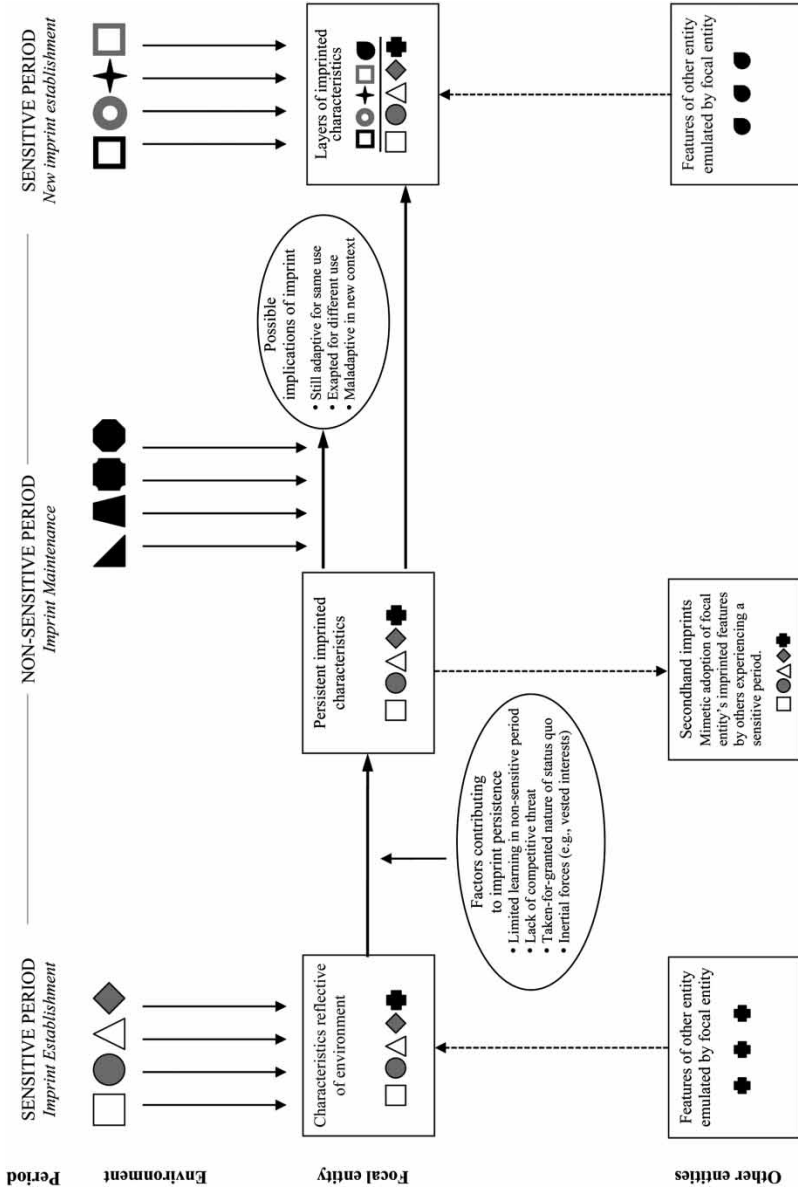 Period
SENSITIVE PERIOD
Imprint Establishment
NON-SENSITIVE PERIOD
Imprint Maintenance
SENSITIVE PERIOD
New imprint establishment
Environment
Focal entity
Characteristics reflective
of environment
Factors contributing
to imprint persistence
• Limited learning in non-sensitive period
• Lack of competitive threat
• Taken-for-granted nature of status quo
• Inertial forces (e.g., vested interests)
Persistent imprinted
characteristics
Possible
implications of imprint
• Still adaptive for same use
• Exapted for different use
• Maladaptive in new context
Layers of imprinted
characteristics
Other entities
Features of other entity
emulated by focal entity
Secondhand imprints
Mimetic adoption of focal
entity's imprinted features
by others experiencing a
sensitive period.
Features of other entity
emulated by focal entity